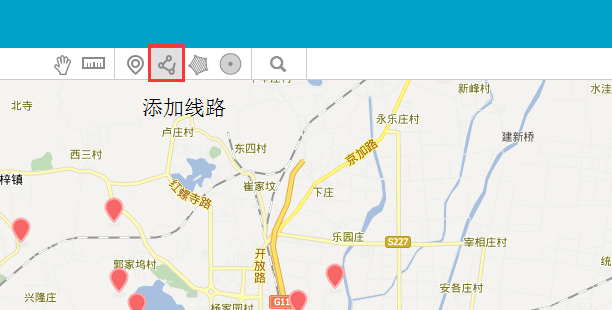 新峰村
水洼
北寺
添加线路
永乐庄村
卢庄村
建新桥
京加路
东四村
西三村
梓镇
崔家坟
下庄
红螺寺路
乐园庄
S227
宰相庄村
开放路
郭家坞村
统
安各庄村
兴隆庄
G11
杨家园村